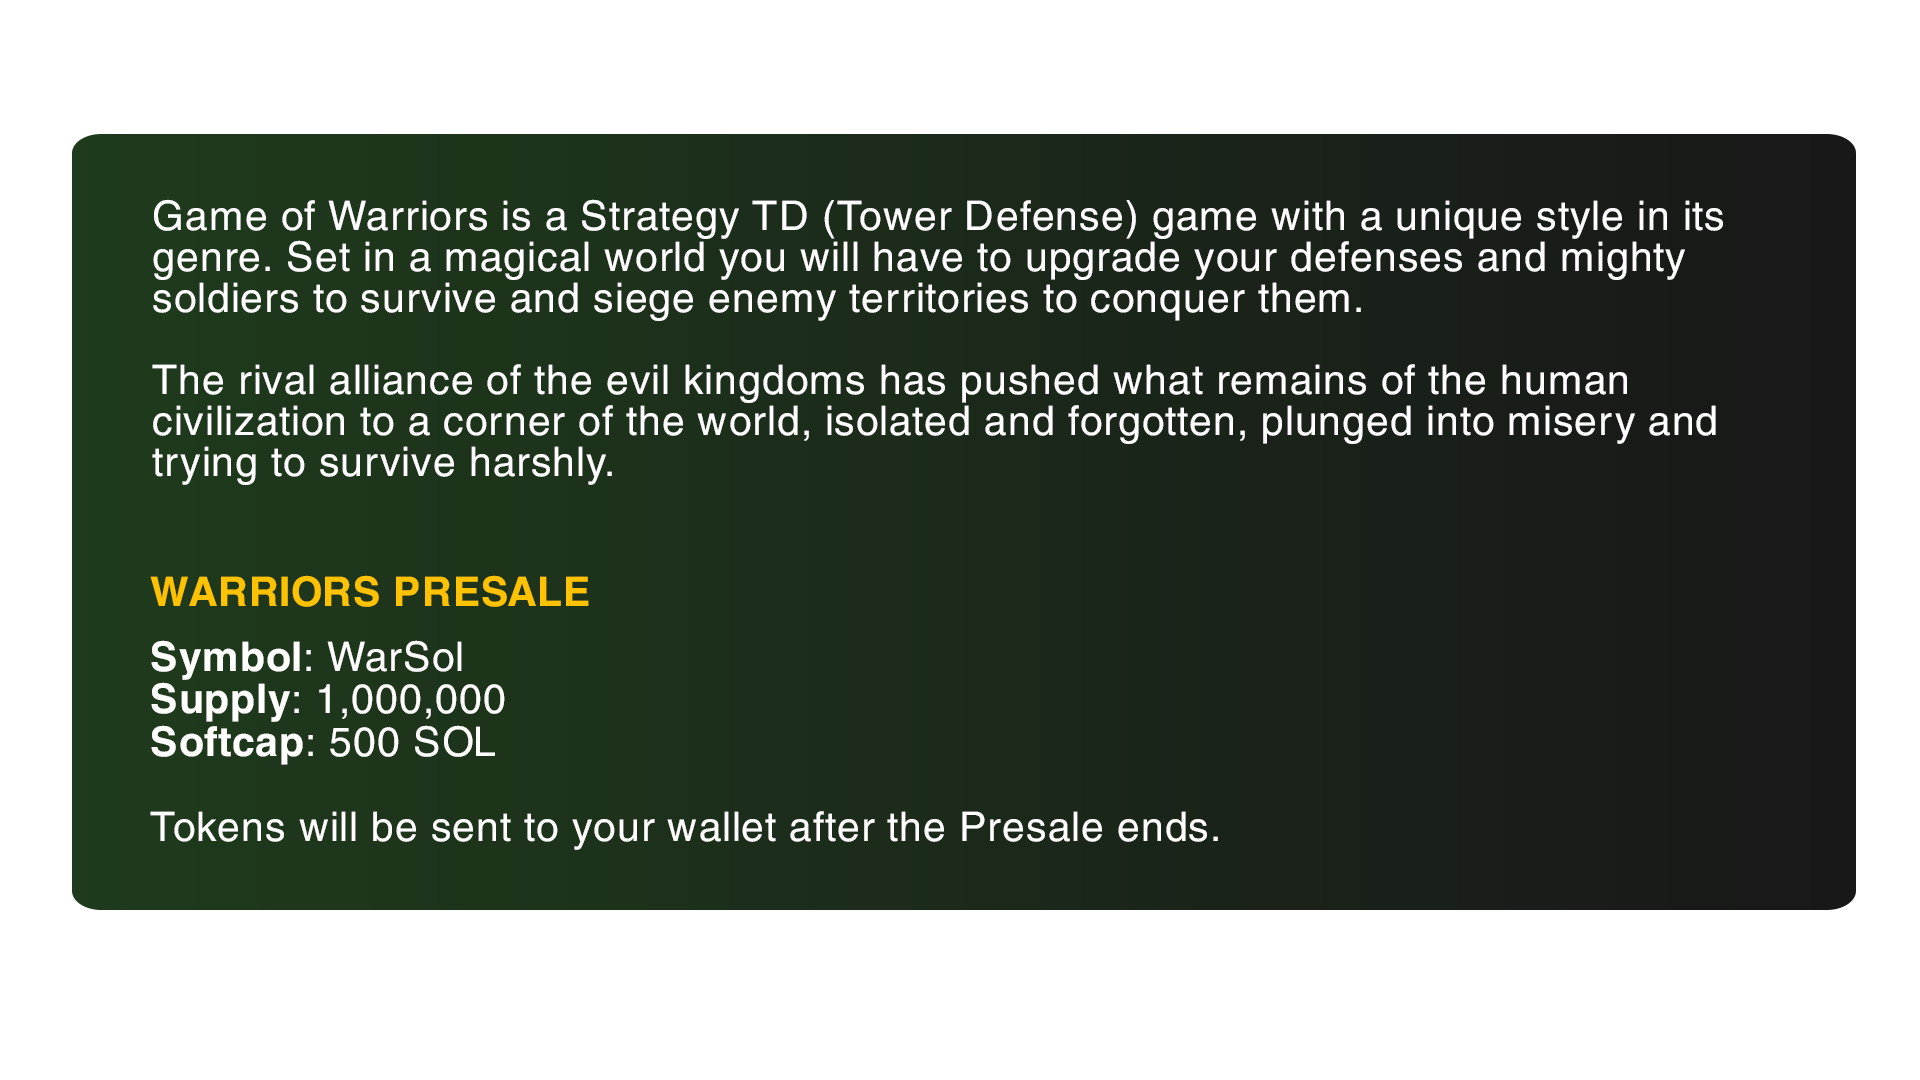 Game of Warriors is a Strategy TD (Tower Defense) game with a unique style in its
genre. Set in a magical world you will have to upgrade your defenses and mighty
soldiers to survive and siege enemy territories to conquer them.
The rival alliance of the evil kingdoms has pushed what remains of the human
civilization to a corner of the world, isolated and forgotten, plunged into misery and
trying to survive harshly.
WARRIORS PRESALE
Symbol: WarSol
Supply: 1,000,000
Softcap: 500 SOL
Tokens will be sent to your wallet after the Presale ends.